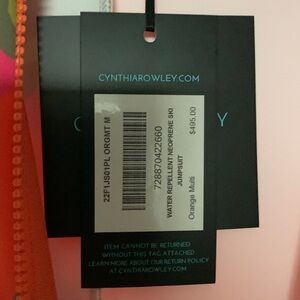 CYNTHIAROWLEY.COM
C
Y
22F1JS01PL ORGMT M
728870422660
WATER REPELLENT NEOPRENE SKI
JUMPSUIT
$495.00
Orange Multi
ITEM CANNOT BE RETURNED
WITHOUT THIS TAG ATTACHED
LEARN MORE ABOUT OUR RETURN POLICY
AT CYNTHIAROWLEY.COM